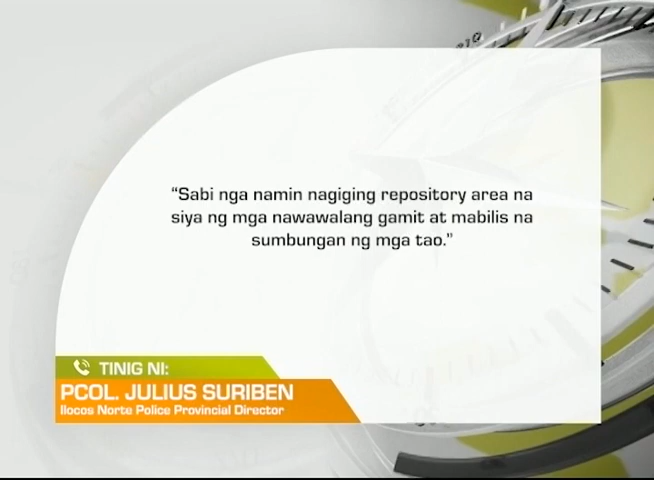 “Sabi nga namin nagiging repository area na
siya ng mga nawawalang gamit at mabilis na
sumbungan ng mga tao.”
TINIG NI:
PCOL. JULIUS SURIBEN
Ilocos Norte Police Provincial Director